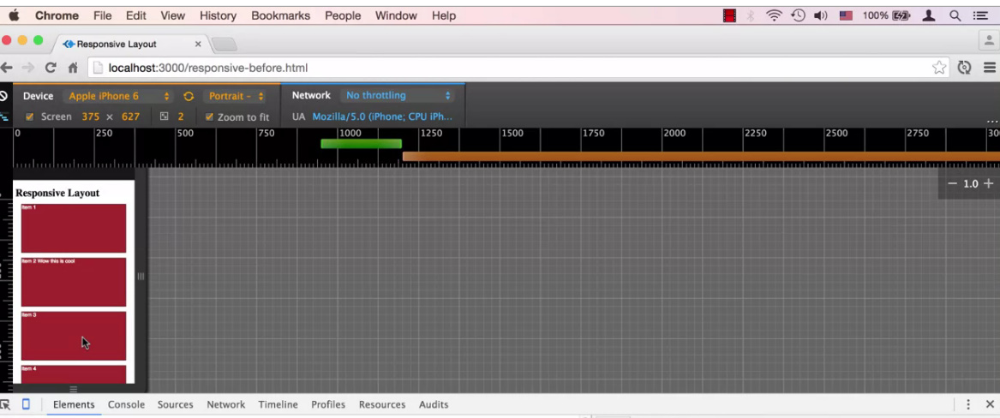 Chrome File Edit View History Bookmarks People Window Help 100%
Responsive Layout
localhost:3000/responsive-before.html
Device Apple iPhone 6 Portrait - Network No throttling
Screen 375 × 627 2 Zoom to fit UA Mozilla/5.0 (iPhone; CPU iPh...
0 250 500 750 1000 1250 1500 1750 2000 2250 2500 2750
1.0
Responsive Layout
Item 1
Item 2 Wow this is cool
Item 3
Item 4
Elements Console Sources Network Timeline Profiles Resources Audits